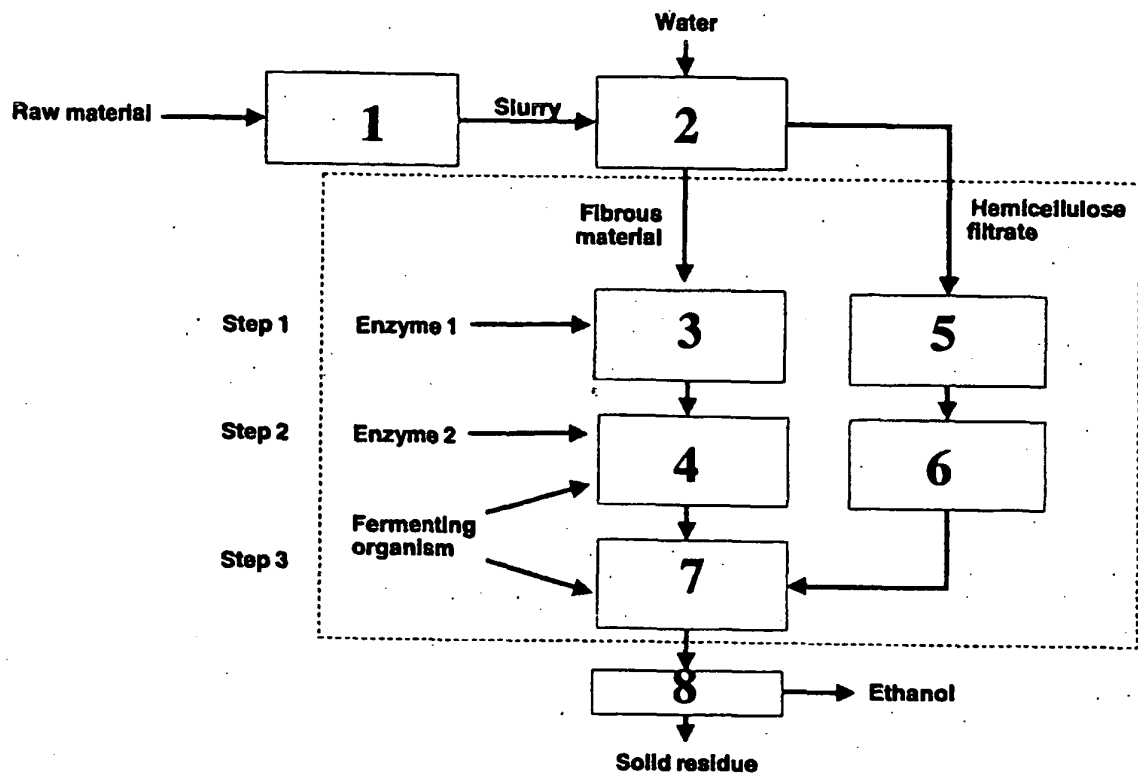 Water
Raw material
1
Slurry
2
Fibrous
material
Hemicellulose
filtrate
Step 1
Enzyme 1
3
5
Step 2
Enzyme 2
4
6
Fermenting
organism
Step 3
7
8
Ethanol
Solid residue